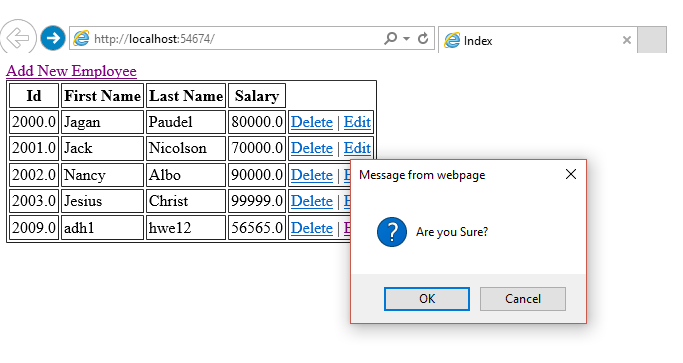 http://localhost:54674/
Index
Add New Employee
Id First Name Last Name Salary
2000.0 Jagan Paudel 80000.0 Delete | Edit
2001.0 Jack Nicolson 70000.0 Delete | Edit
2002.0 Nancy Albo 90000.0 Delete |
2003.0 Jesius Christ 99999.0 Delete |
2009.0 adh1 hwe12 56565.0 Delete |
Message from webpage
Are you Sure?
OK Cancel